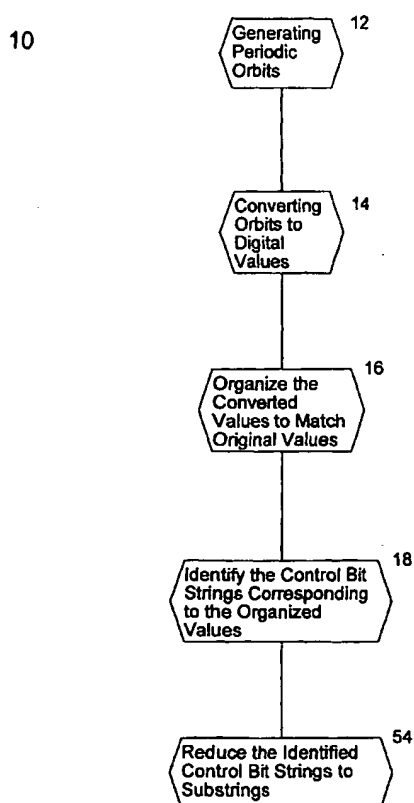 10
12
Generating
Periodic
Orbits
14
Converting
Orbits to
Digital
Values
16
Organize the
Converted
Values to Match
Original Values
18
Identify the Control Bit
Strings Corresponding
to the Organized
Values
54
Reduce the Identified
Control Bit Strings to
Substrings